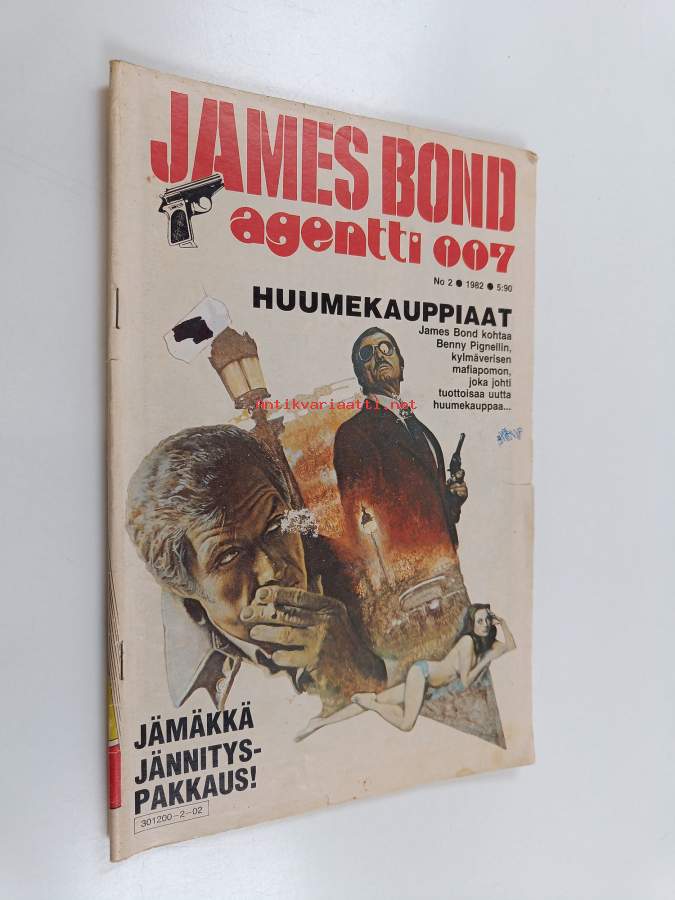 JAMES BOND
agentti 007
No 2 ● 1982 ● 5:90
HUUMEKAUPPIAAT
James Bond kohtaa
Benny Pignellin,
kylmäverisen
mafiapomon,
joka johti
tuottoisaa uutta
huumekauppaa...
antikvariaatti.net
JÄMÄKKÄ
JÄNNITYS-
PAKKAUS!
301200-2-02